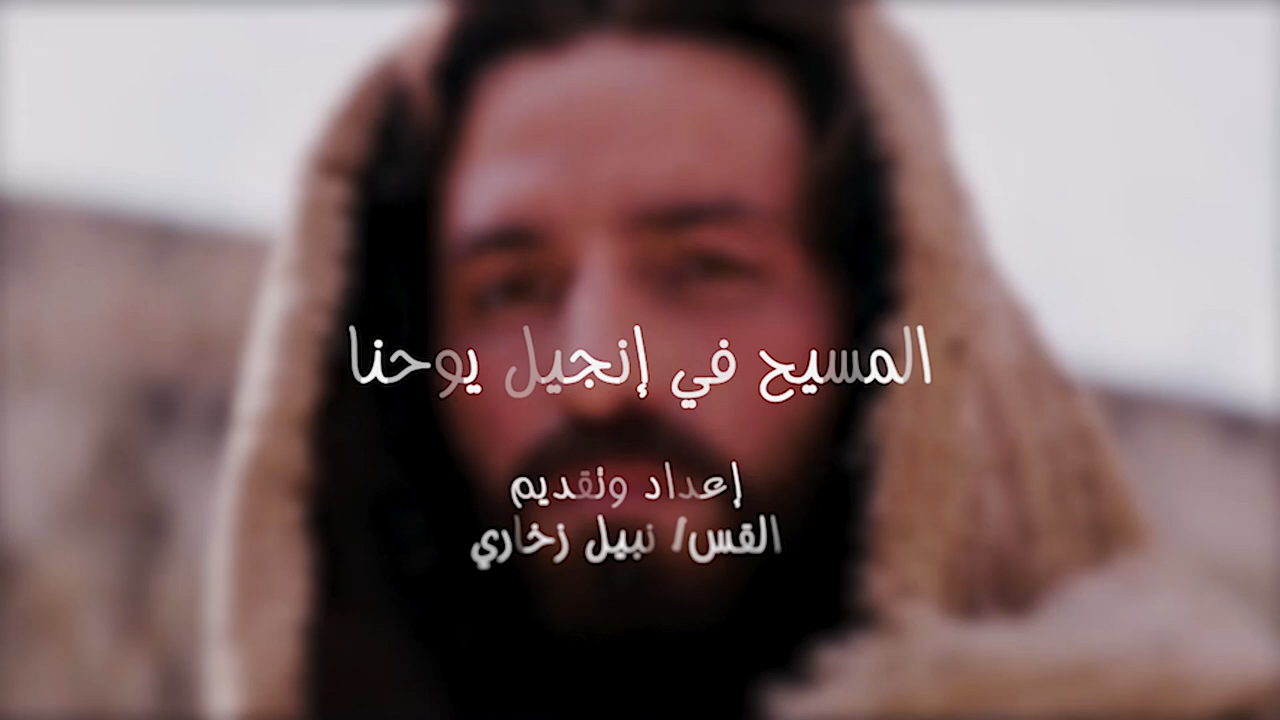 المسيح في إنجيل يوحنا
إعداد وتقديم
القس/ نبيل زخاري